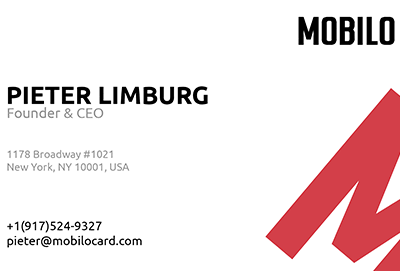 MOBILO
PIETER LIMBURG
Founder & CEO
1178 Broadway #1021
New York, NY 10001, USA
+1(917)524-9327
pieter@mobilocard.com